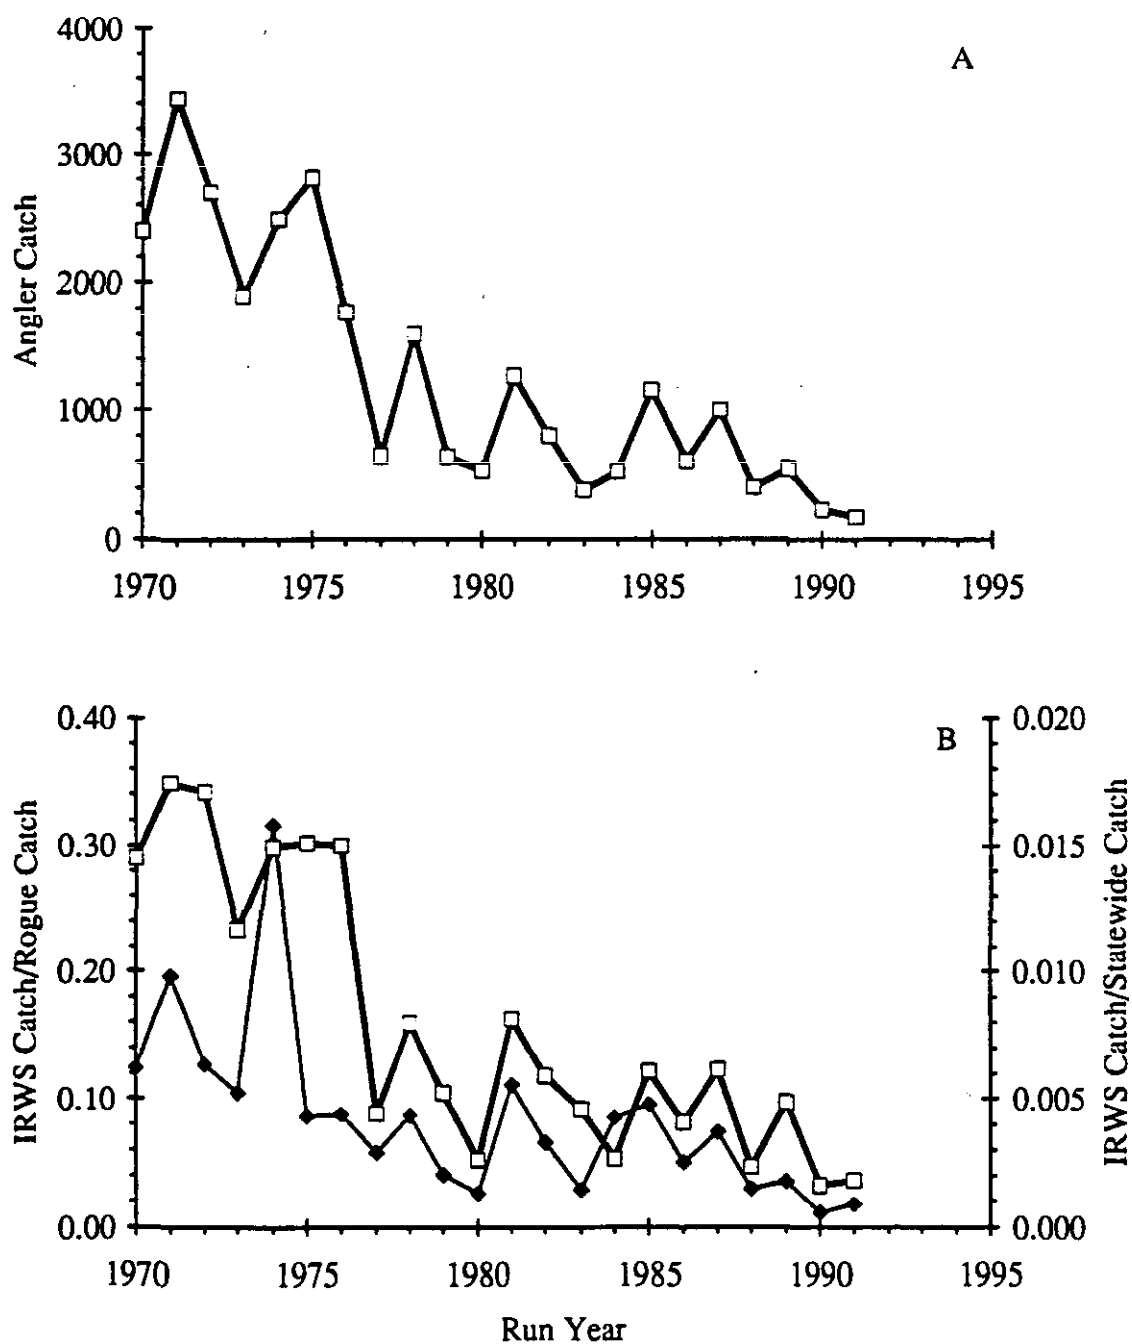 A
4000
3000
2000
1000
0
Angler Catch
1970 1975 1980 1985 1990 1995
B
0.40
0.30
0.20
0.10
0.00
IRWS Catch/Rogue Catch
0.020
0.015
0.010
0.005
0.000
IRWS Catch/Statewide Catch
1970 1975 1980 1985 1990 1995
Run Year